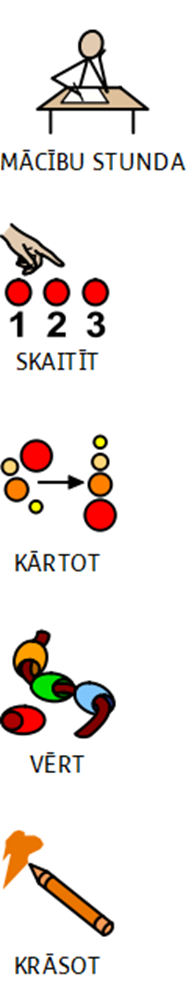 MĀCĪBU STUNDA
1 2 3
SKAITĪT
KĀRTOT
VĒRT
KRĀSOT